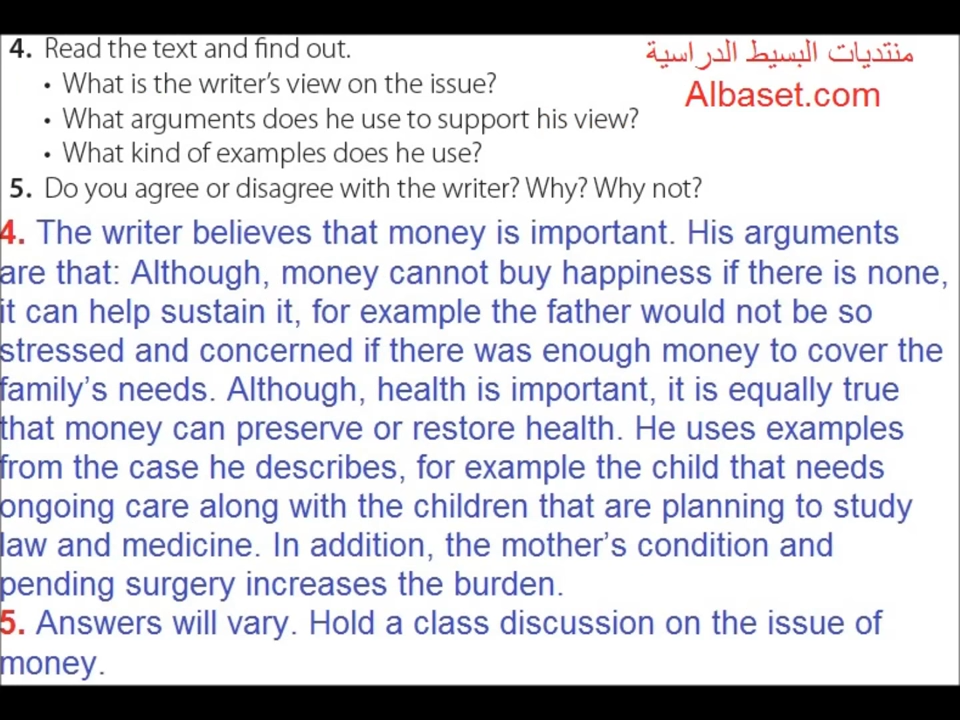 4. Read the text and find out.
منتديات البسيط الدراسية
• What is the writer’s view on the issue?
Albaset.com
• What arguments does he use to support his view?
• What kind of examples does he use?
5. Do you agree or disagree with the writer? Why? Why not?
4. The writer believes that money is important. His arguments
are that: Although, money cannot buy happiness if there is none,
it can help sustain it, for example the father would not be so
stressed and concerned if there was enough money to cover the
family’s needs. Although, health is important, it is equally true
that money can preserve or restore health. He uses examples
from the case he describes, for example the child that needs
ongoing care along with the children that are planning to study
law and medicine. In addition, the mother’s condition and
pending surgery increases the burden.
5. Answers will vary. Hold a class discussion on the issue of
money.